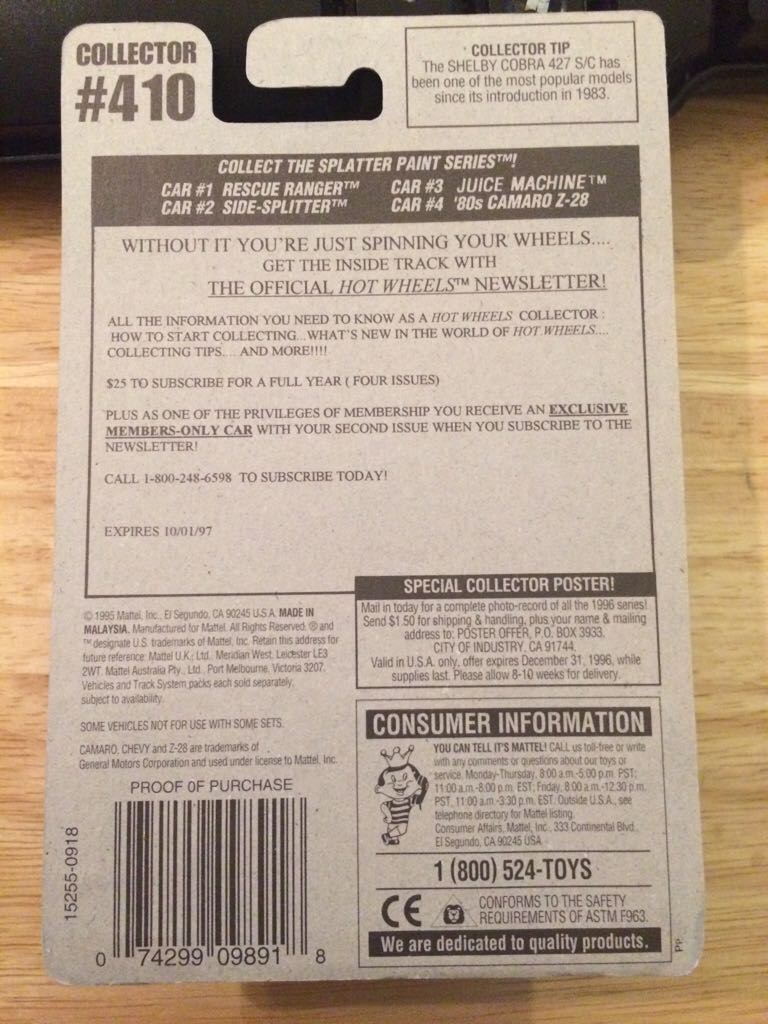 COLLECTOR
#410
COLLECTOR TIP
The SHELBY COBRA 427 S/C has
been one of the most popular models
since its introduction in 1983.
COLLECT THE SPLATTER PAINT SERIES™!
CAR #1 RESCUE RANGER™ CAR #3 JUICE MACHINE™
CAR #2 SIDE-SPLITTER™ CAR #4 '80s CAMARO Z-28
WITHOUT IT YOU'RE JUST SPINNING YOUR WHEELS....
GET THE INSIDE TRACK WITH
THE OFFICIAL HOT WHEELS™ NEWSLETTER!
ALL THE INFORMATION YOU NEED TO KNOW AS A HOT WHEELS COLLECTOR :
HOW TO START COLLECTING...WHAT'S NEW IN THE WORLD OF HOT WHEELS....
COLLECTING TIPS.... AND MORE!!!!
$25 TO SUBSCRIBE FOR A FULL YEAR ( FOUR ISSUES)
PLUS AS ONE OF THE PRIVILEGES OF MEMBERSHIP YOU RECEIVE AN EXCLUSIVE
MEMBERS-ONLY CAR WITH YOUR SECOND ISSUE WHEN YOU SUBSCRIBE TO THE
NEWSLETTER!
CALL 1-800-248-6598 TO SUBSCRIBE TODAY!
EXPIRES 10/01/97
© 1995 Mattel, Inc., El Segundo, CA 90245 U.S.A. MADE IN
MALAYSIA. Manufactured for Mattel. All Rights Reserved. ® and
™ designate U.S. trademarks of Mattel, Inc. Retain this address for
future reference: Mattel U.K., Ltd., Meridian West, Leicester LE3
2WT. Mattel Australia Pty., Ltd., Port Melbourne, Victoria 3207.
Vehicles and Track System packs each sold separately,
subject to availability.
SOME VEHICLES NOT FOR USE WITH SOME SETS.
CAMARO, CHEVY and Z-28 are trademarks of
General Motors Corporation and used under license to Mattel, Inc.
PROOF OF PURCHASE
15255-0918
0 74299 09891 8
SPECIAL COLLECTOR POSTER!
Mail in today for a complete photo-record of all the 1996 series!
Send $1.50 for shipping & handling, plus your name & mailing
address to: POSTER OFFER, P.O. BOX 3933,
CITY OF INDUSTRY, CA 91744.
Valid in U.S.A. only, offer expires December 31, 1996, while
supplies last. Please allow 8-10 weeks for delivery.
CONSUMER INFORMATION
YOU CAN TELL IT'S MATTEL! CALL us toll-free or write
with any comments or questions about our toys or
service. Monday-Thursday, 8:00 a.m.-5:00 p.m. PST;
11:00 a.m.-8:00 p.m. EST; Friday, 8:00 a.m.-12:30 p.m.
PST, 11:00 a.m.-3:30 p.m. EST. Outside U.S.A., see
telephone directory for Mattel listing.
Consumer Affairs, Mattel, Inc., 333 Continental Blvd.,
El Segundo, CA 90245 USA
1 (800) 524-TOYS
CE CONFORMS TO THE SAFETY
REQUIREMENTS OF ASTM F963.
We are dedicated to quality products.
PP